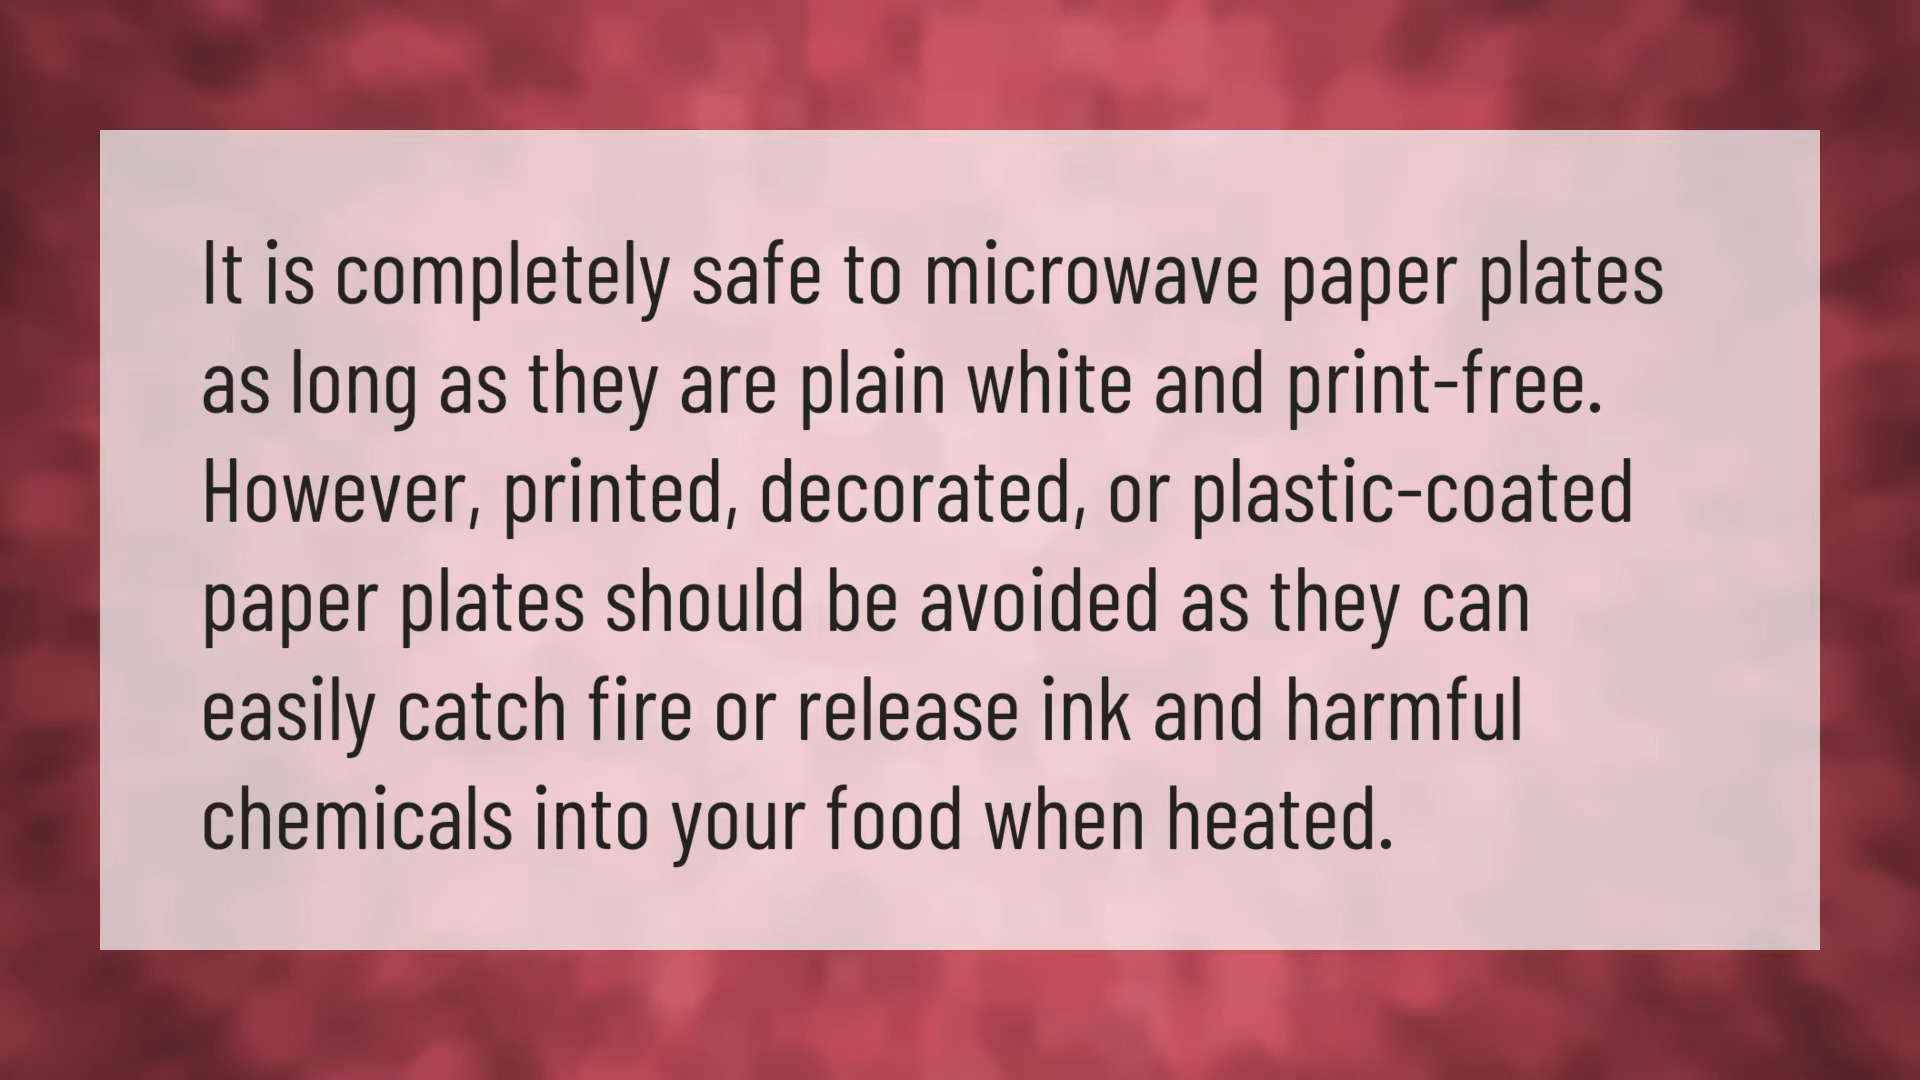 It is completely safe to microwave paper plates
as long as they are plain white and print-free.
However, printed, decorated, or plastic-coated
paper plates should be avoided as they can
easily catch fire or release ink and harmful
chemicals into your food when heated.